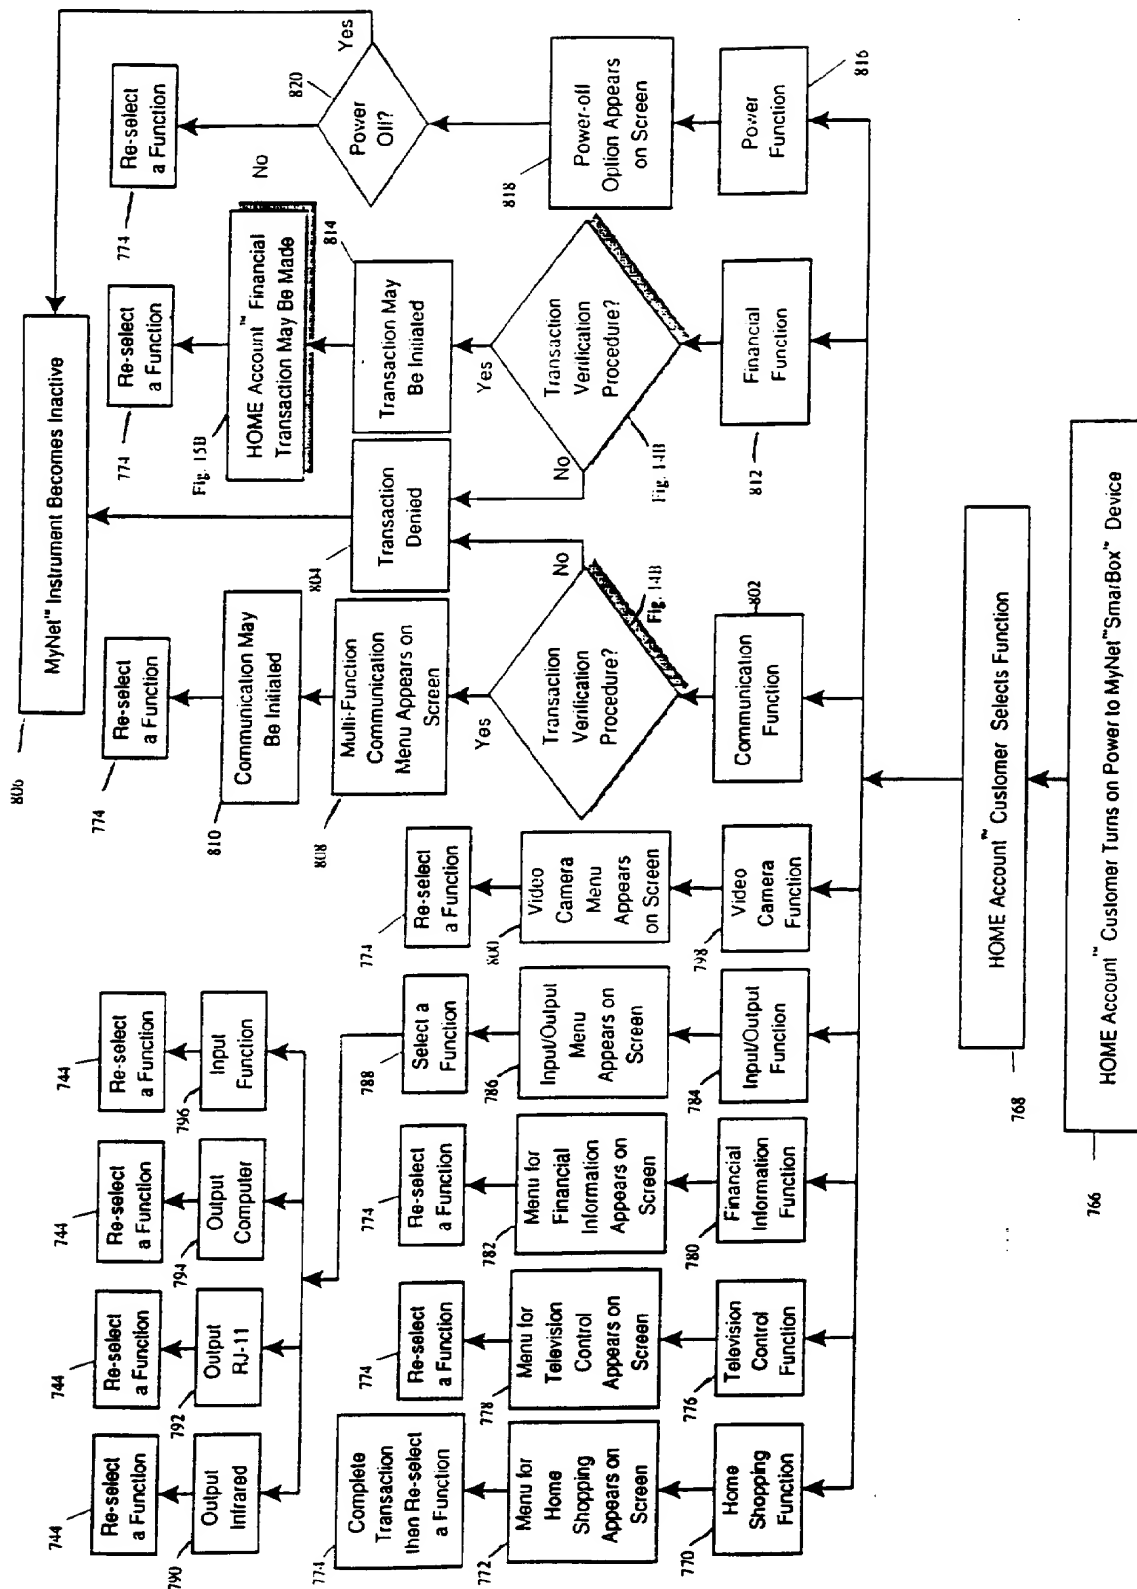 806
MyNet™ Instrument Becomes Inactive
774
Re-select
a Function
810
Communication May
Be Initiated
808
Multi-Function
Communication
Menu Appears on
Screen
Yes
Transaction
Verification
Procedure?
No
Fig. 14B
802
Communication
Function
804
Transaction
Denied
774
Re-select
a Function
Fig. 15B
HOME Account™ Financial
Transaction May Be Made
814
Transaction May
Be Initiated
Yes
Transaction
Verification
Procedure?
No
Fig. 14B
812
Financial
Function
774
Re-select
a Function
No
820
Power
Off?
Yes
818
Power-off
Option Appears
on Screen
816
Power
Function
744
Re-select
a Function
790
Output
Infrared
744
Re-select
a Function
792
Output
RJ-11
744
Re-select
a Function
794
Output
Computer
744
Re-select
a Function
796
Input
Function
774
Complete
Transaction
then Re-select
a Function
772
Menu for
Home
Shopping
Appears on
Screen
770
Home
Shopping
Function
774
Re-select
a Function
778
Menu for
Television
Control
Appears on
Screen
776
Television
Control
Function
774
Re-select
a Function
782
Menu for
Financial
Information
Appears on
Screen
780
Financial
Information
Function
788
Select a
Function
786
Input/Output
Menu
Appears on
Screen
784
Input/Output
Function
774
Re-select
a Function
800
Video
Camera
Menu
Appears
on Screen
798
Video
Camera
Function
768
HOME Account™ Customer Selects Function
766
HOME Account™ Customer Turns on Power to MyNet™ SmarBox™ Device